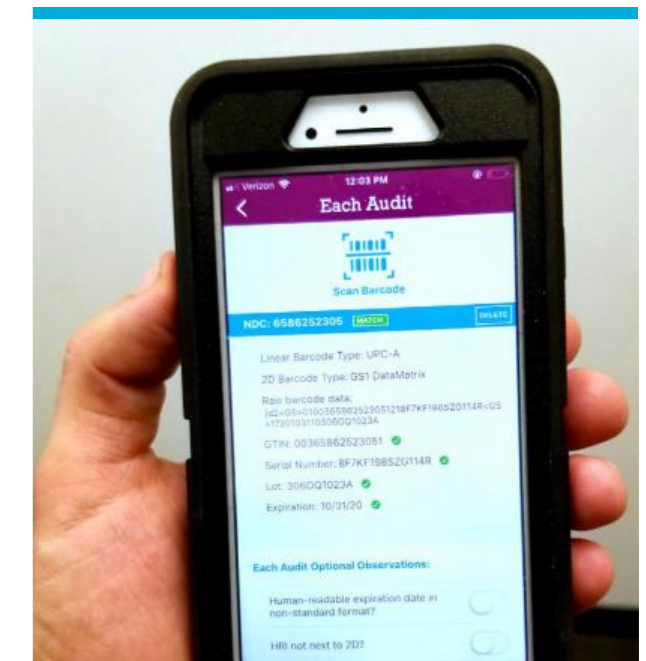 Verizon 12:03 PM
Each Audit
Scan Barcode
NDC: 6586252305 MATCH DELETE
Linear Barcode Type: UPC-A
2D Barcode Type: GS1 DataMatrix
Raw barcode data:
GTIN: 00365862523051
Serial Number: 8F7KF198SZG114R
Lot: 306OQ1023A
Expiration: 10/31/20
Each Audit Optional Observations:
Human-readable expiration date in
non-standard format?
HRI not next to 2D?